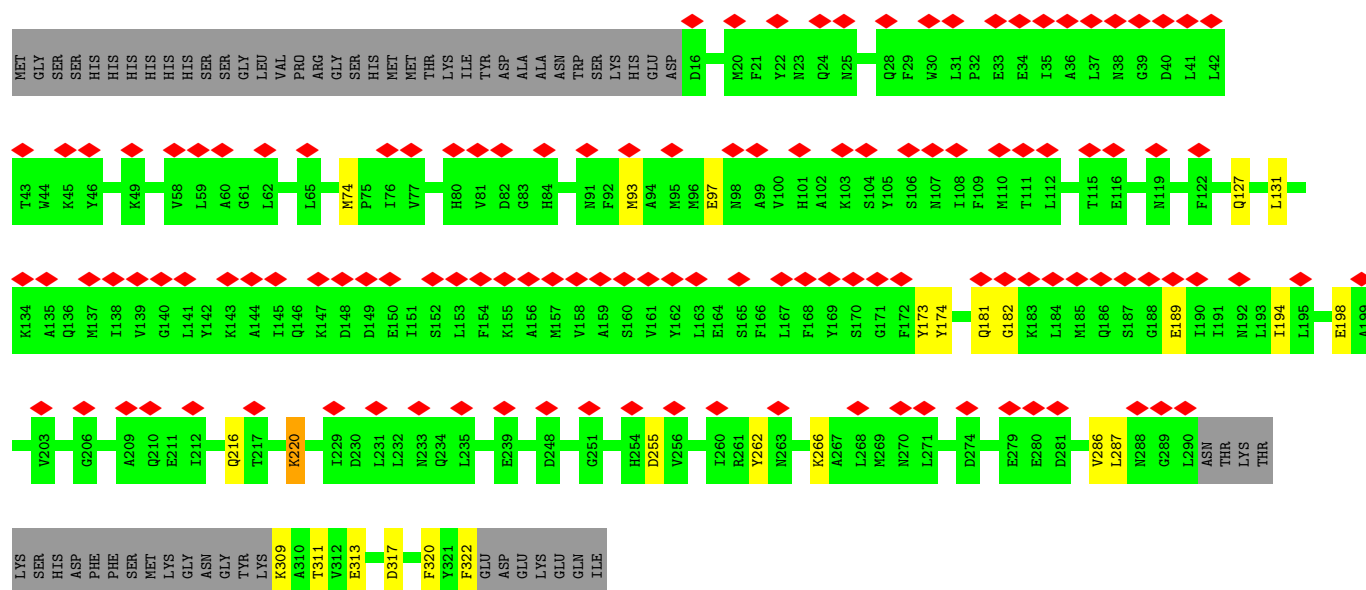 MET GLY SER SER HIS HIS HIS HIS HIS HIS SER SER GLY LEU VAL PRO ARG GLY SER HIS MET MET THR LYS ILE TYR ASP ALA ALA ASN TRP SER LYS HIS GLU ASP D16 M20 F21 Y22 N23 Q24 N25 Q28 F29 W30 L31 P32 E33 E34 I35 A36 L37 N38 G39 D40 L41 L42
T43 W44 K45 Y46 K49 V58 L59 A60 G61 L62 L65 M74 P75 I76 V77 H80 V81 D82 G83 H84 N91 F92 M93 A94 M95 M96 E97 N98 A99 V100 H101 A102 K103 S104 Y105 S106 N107 I108 F109 M110 T111 L112 T115 E116 N119 F122 Q127 L131
K134 A135 Q136 M137 I138 V139 G140 L141 Y142 K143 A144 I145 Q146 K147 D148 D149 E150 I151 S152 L153 F154 K155 A156 M157 V158 A159 S160 V161 Y162 L163 E164 S165 F166 L167 F168 Y169 S170 G171 F172 Y173 Y174 Q181 G182 K183 L184 M185 Q186 S187 G188 E189 I190 I191 N192 L193 I194 L195 E198 A199
V203 G206 A209 Q210 E211 I212 Q216 T217 K220 I229 D230 L231 L232 N233 Q234 L235 E239 D248 G251 H254 D255 V256 I260 R261 Y262 N263 K266 A267 L268 M269 N270 L271 D274 E279 E280 D281 V286 L287 N288 G289 L290 ASN THR LYS THR
LYS SER HIS ASP PHE PHE SER MET LYS GLY ASN GLY TYR LYS K309 A310 T311 V312 E313 D317 F320 Y321 F322 GLU ASP GLU LYS GLU GLN ILE